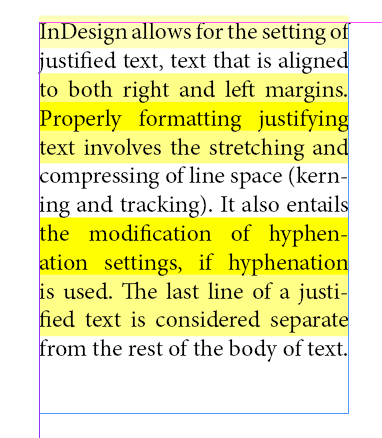 InDesign allows for the setting of
justified text, text that is aligned
to both right and left margins.
Properly formatting justifying
text involves the stretching and
compressing of line space (kern-
ing and tracking). It also entails
the modification of hyphen-
ation settings, if hyphenation
is used. The last line of a justi-
fied text is considered separate
from the rest of the body of text.